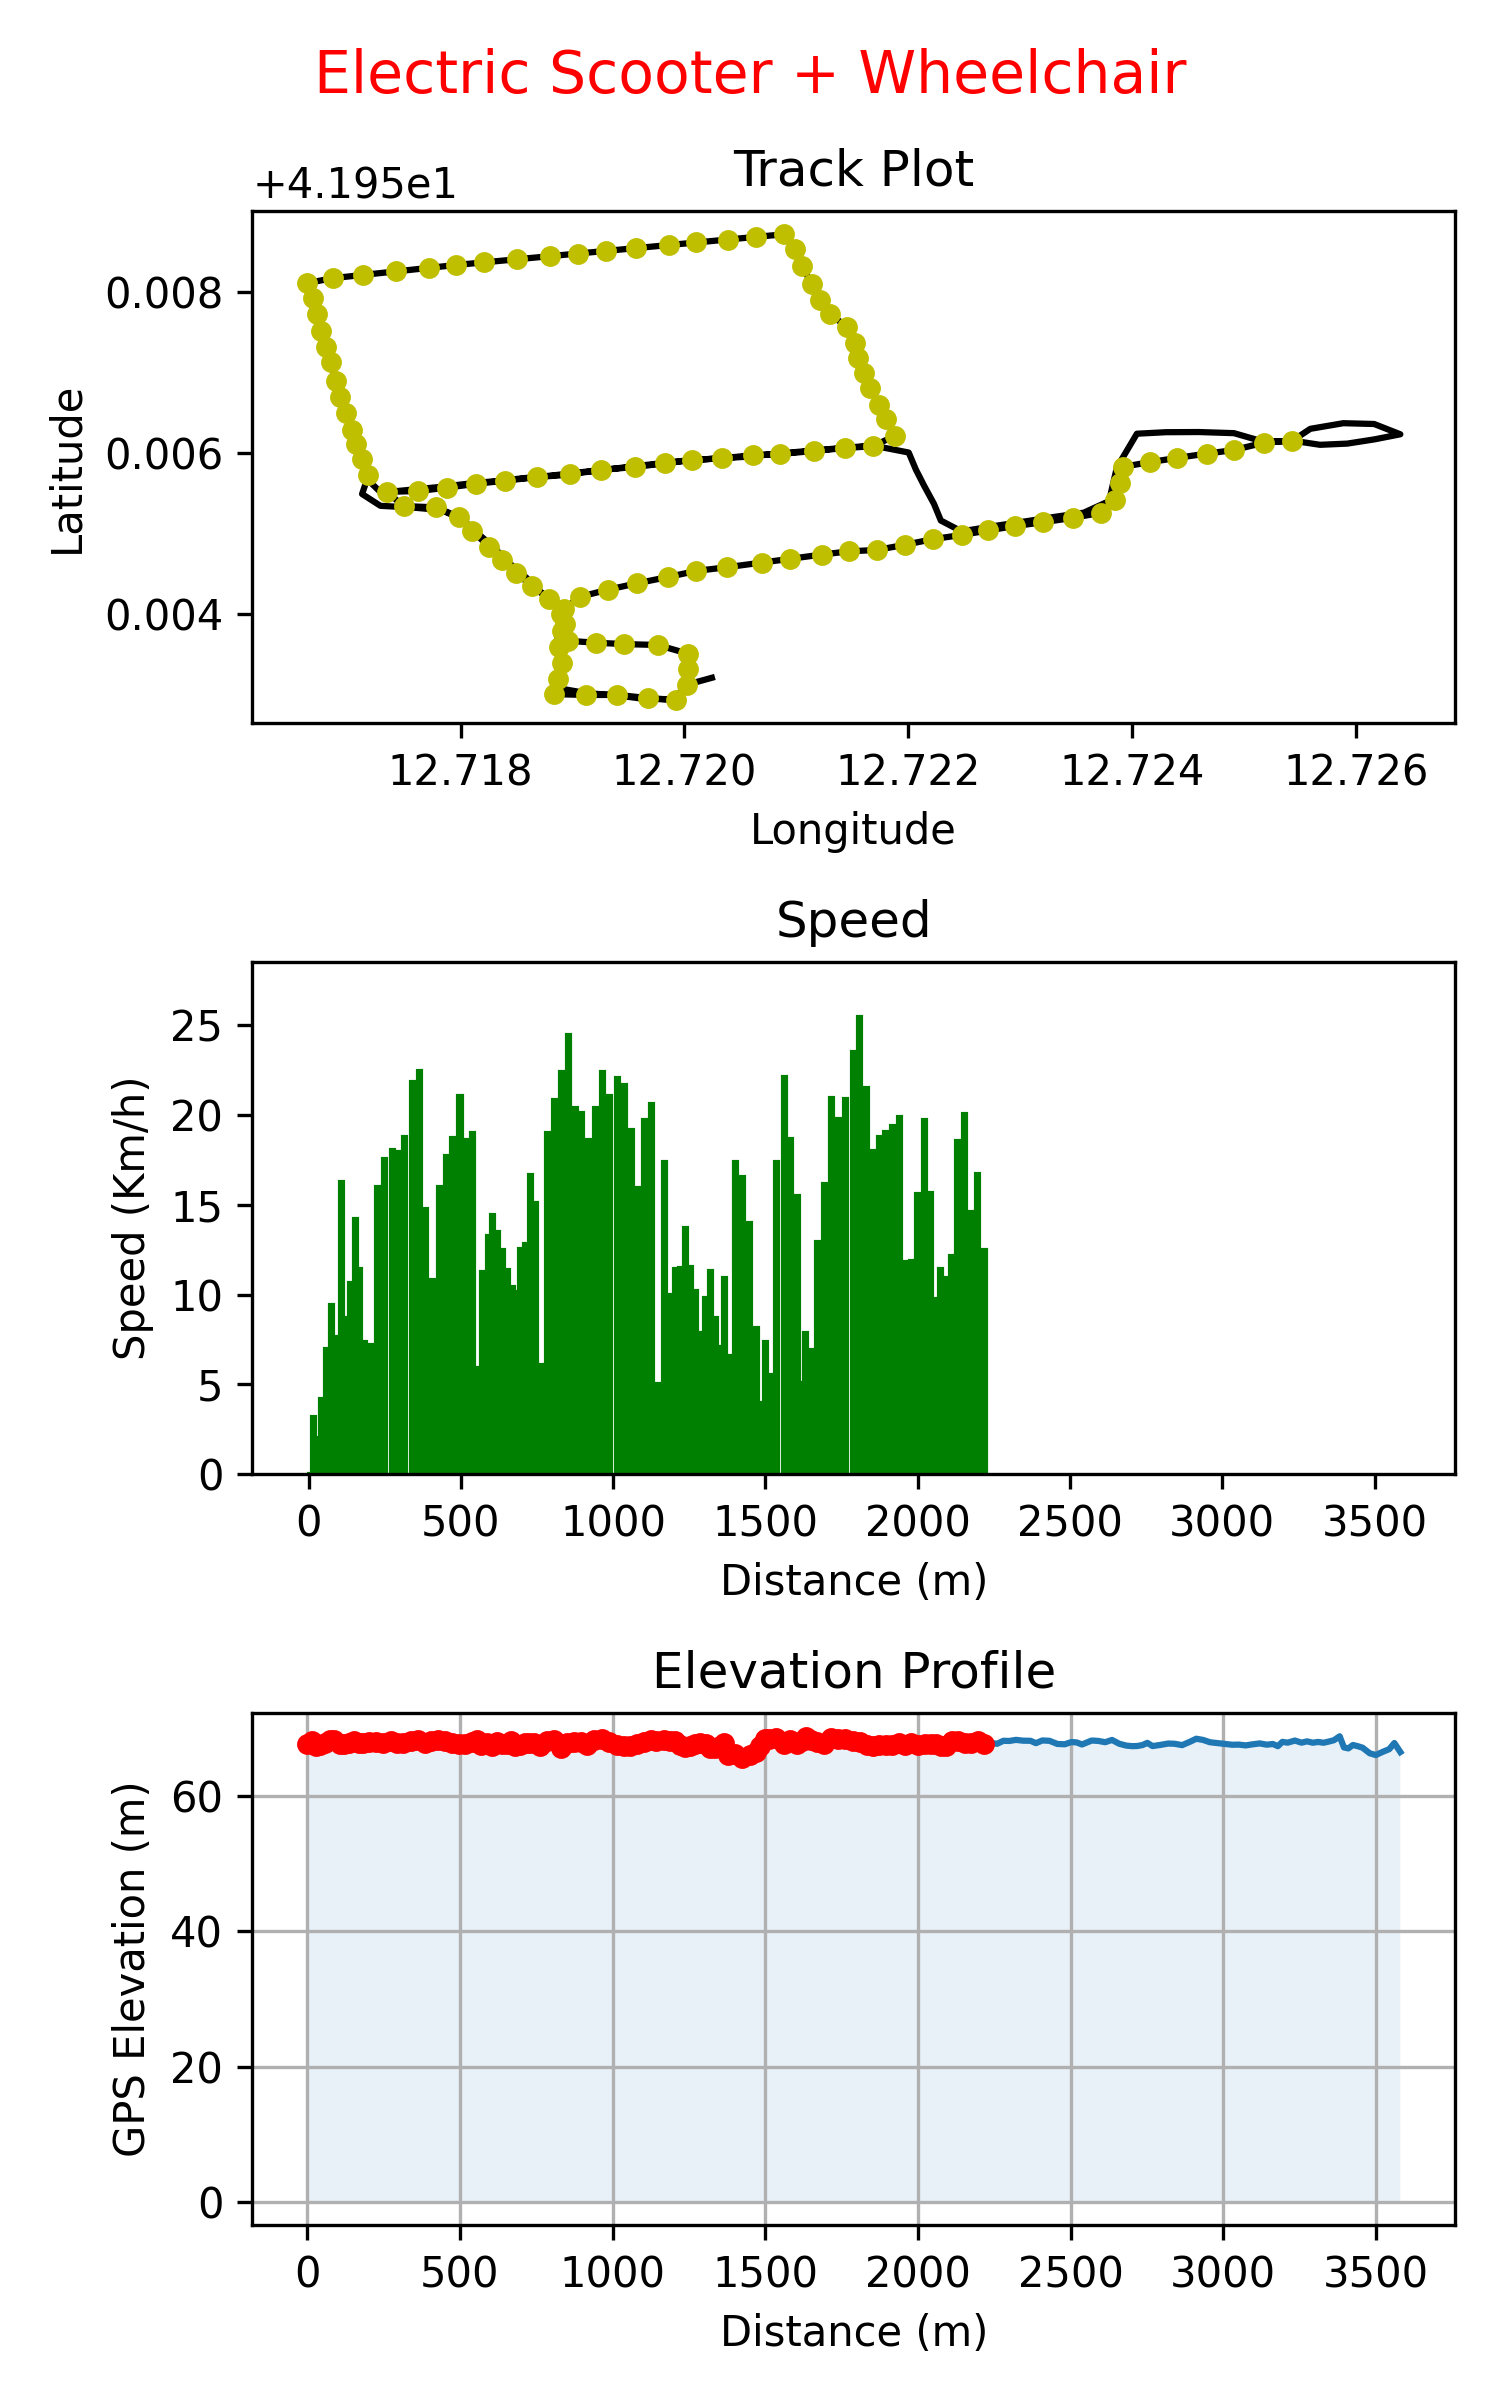 Electric Scooter + Wheelchair
Track Plot
+4.195e1
0.008
0.006
0.004
Latitude
12.718 12.720 12.722 12.724 12.726
Longitude
Speed
25
20
15
10
5
0
Speed (Km/h)
0 500 1000 1500 2000 2500 3000 3500
Distance (m)
Elevation Profile
60
40
20
0
GPS Elevation (m)
0 500 1000 1500 2000 2500 3000 3500
Distance (m)